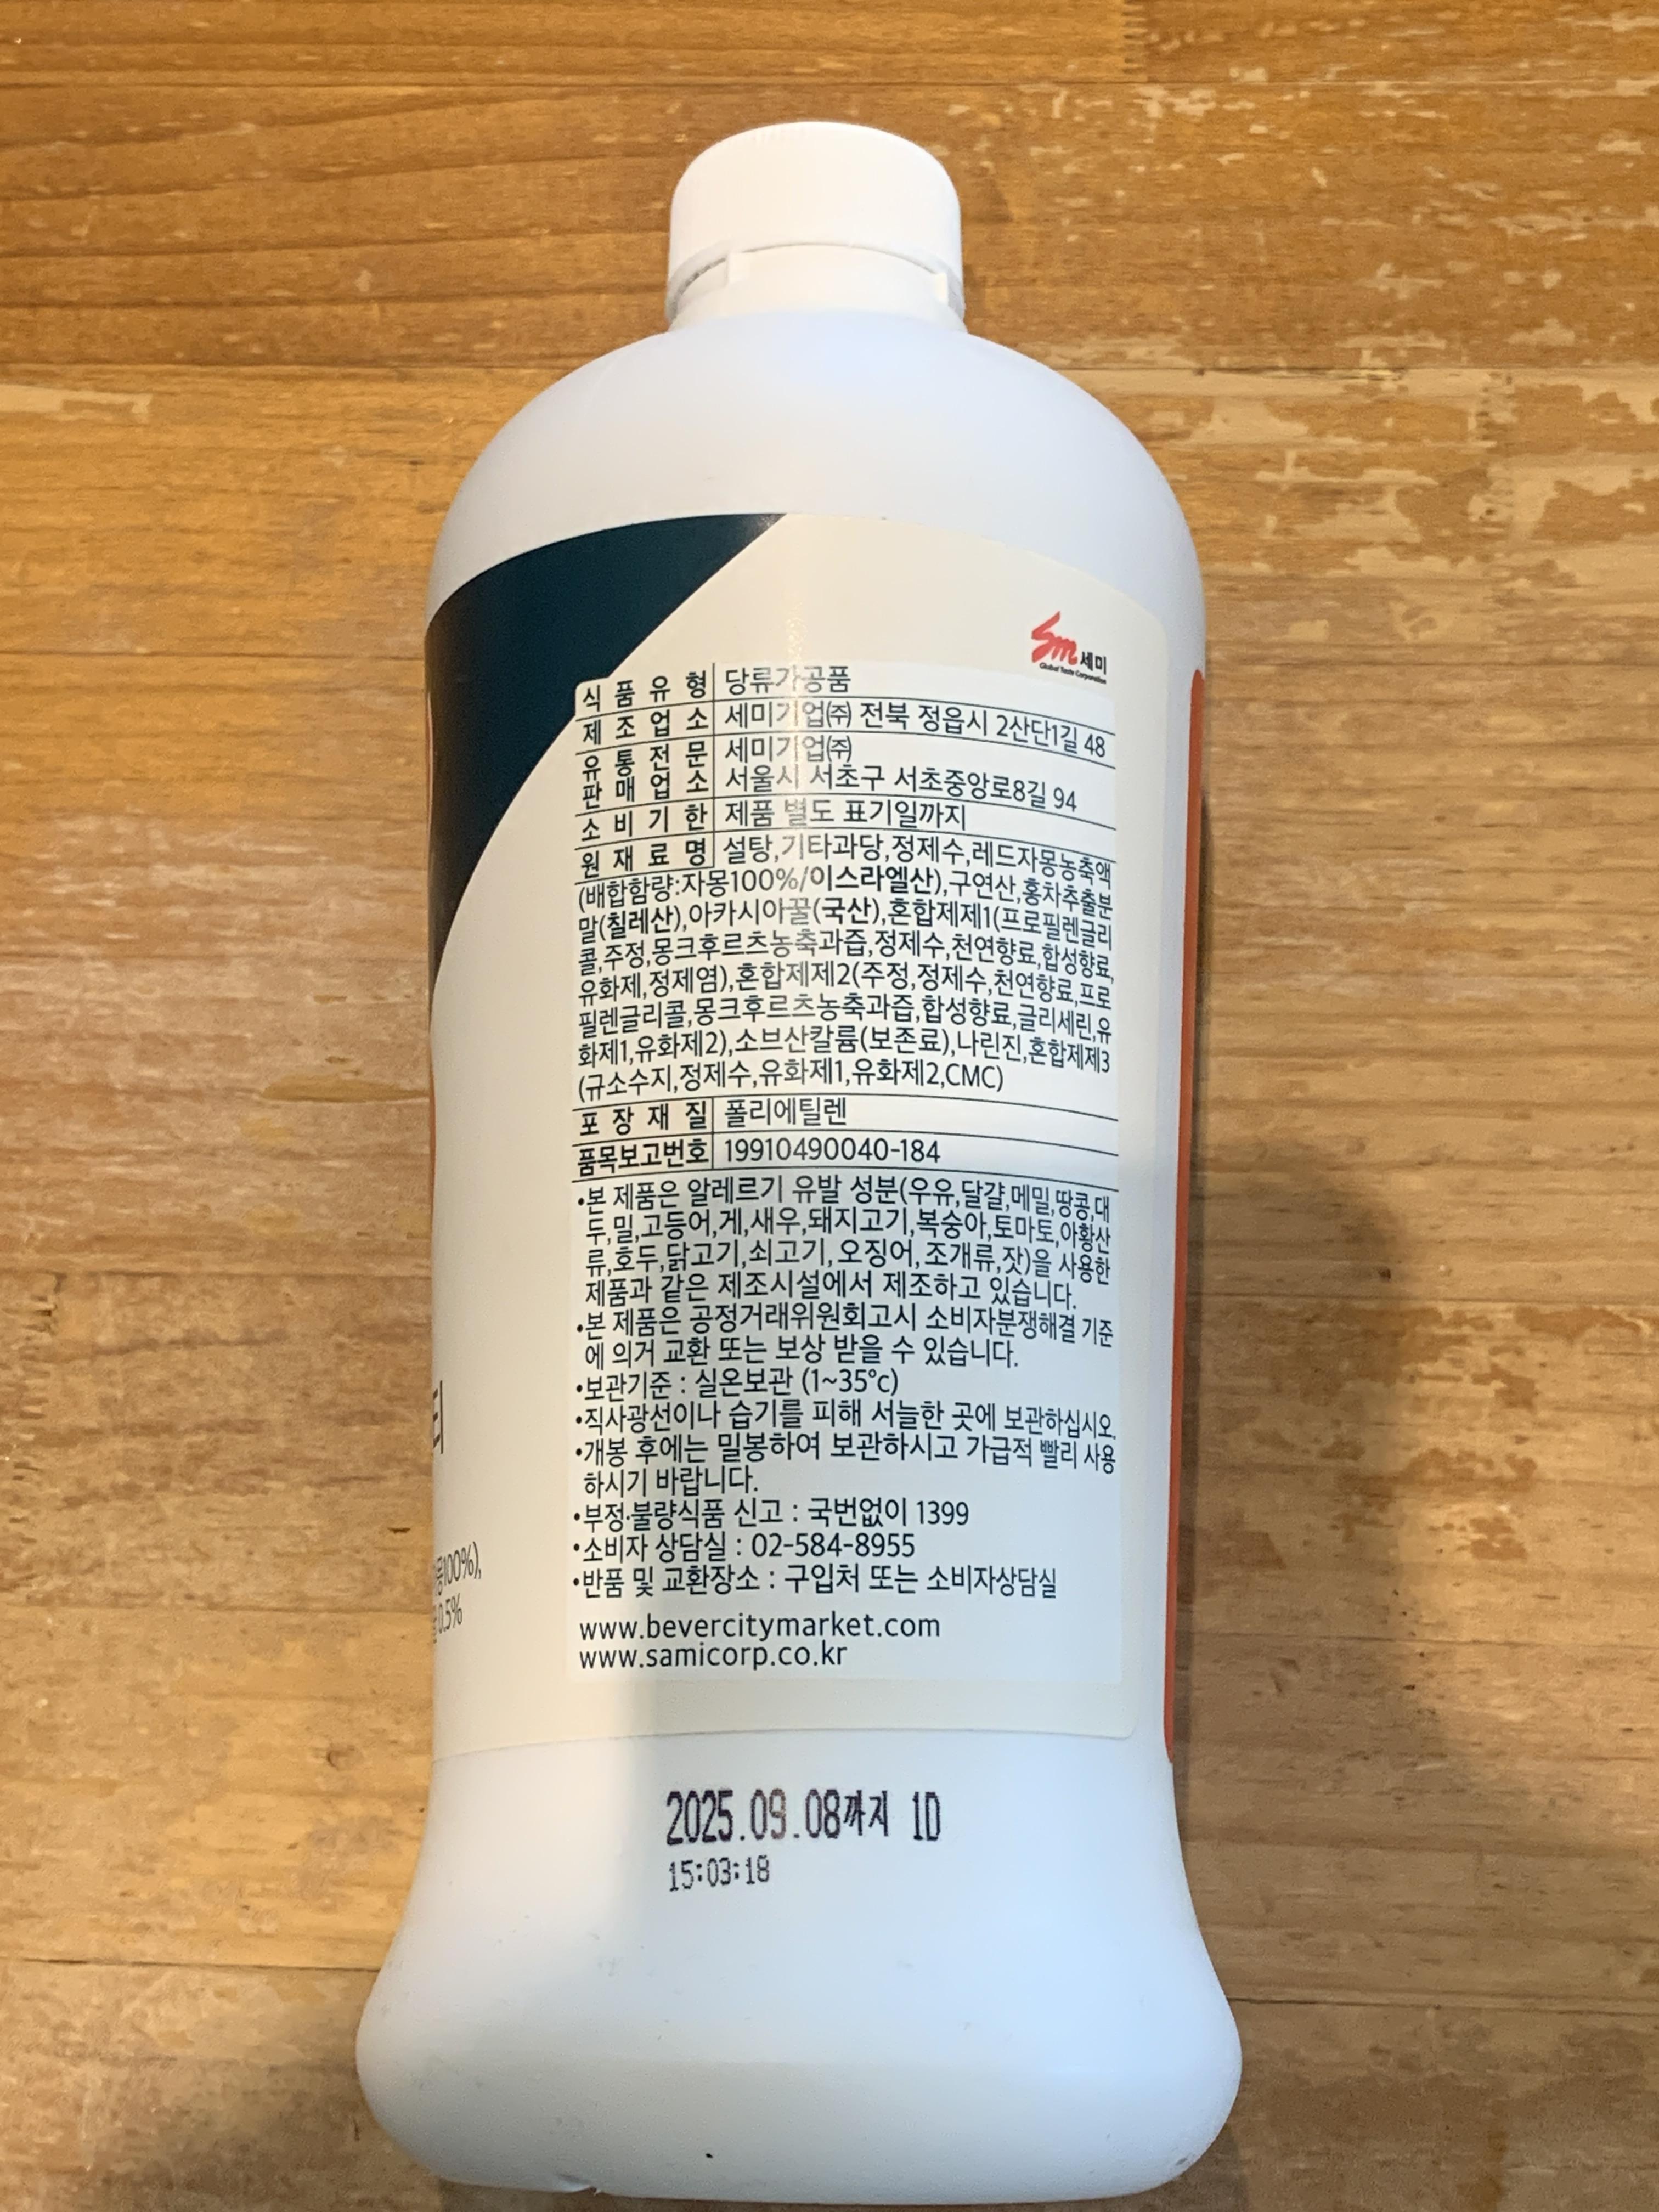 Sm 세미
Global Taste Corporation
식품유형 당류가공품
제조업소 세미기업㈜ 전북 정읍시 2산단1길 48
유통전문 세미기업㈜
판매업소 서울시 서초구 서초중앙로8길 94
소비기한 제품 별도 표기일까지
원재료명 설탕,기타과당,정제수,레드자몽농축액
(배합함량:자몽100%/이스라엘산),구연산,홍차추출분
말(칠레산),아카시아꿀(국산),혼합제제1(프로필렌글리
콜,주정,몽크후르츠농축과즙,정제수,천연향료,합성향료,
유화제,정제염),혼합제제2(주정,정제수,천연향료,프로
필렌글리콜,몽크후르츠농축과즙,합성향료,글리세린,유
화제1,유화제2),소브산칼륨(보존료),나린진,혼합제제3
(규소수지,정제수,유화제1,유화제2,CMC)
포장재질 폴리에틸렌
품목보고번호 19910490040-184
•본 제품은 알레르기 유발 성분(우유,달걀,메밀,땅콩,대
두,밀,고등어,게,새우,돼지고기,복숭아,토마토,아황산
류,호두,닭고기,쇠고기,오징어,조개류,잣)을 사용한
제품과 같은 제조시설에서 제조하고 있습니다.
•본 제품은 공정거래위원회고시 소비자분쟁해결 기준
에 의거 교환 또는 보상 받을 수 있습니다.
•보관기준 : 실온보관 (1~35°c)
•직사광선이나 습기를 피해 서늘한 곳에 보관하십시오.
•개봉 후에는 밀봉하여 보관하시고 가급적 빨리 사용
하시기 바랍니다.
•부정·불량식품 신고 : 국번없이 1399
•소비자 상담실 : 02-584-8955
•반품 및 교환장소 : 구입처 또는 소비자상담실
www.bevercitymarket.com
www.samicorp.co.kr
티
100%),
0.5%
2025.09.08까지 1D
15:03:18